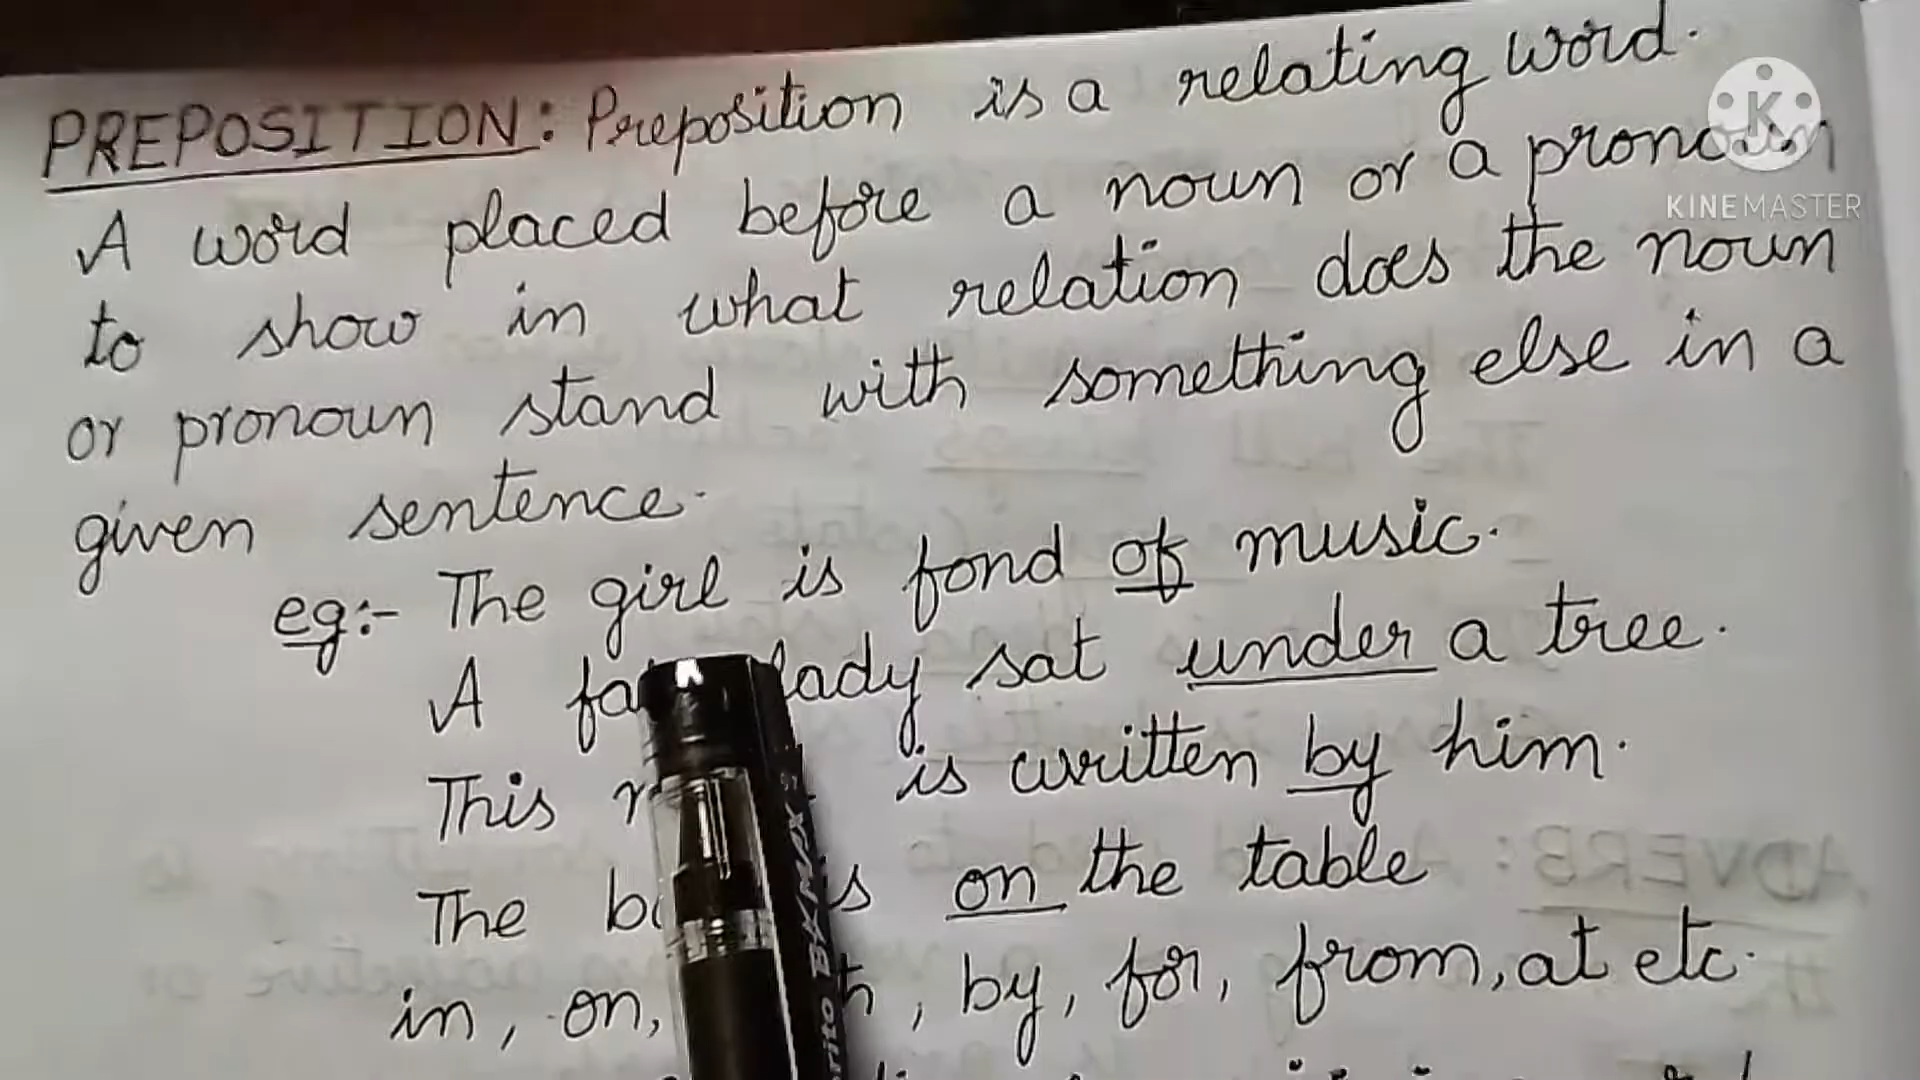 PREPOSITION: Preposition is a relating word.
A word placed before a noun or a pronoun
to show in what relation does the noun
or pronoun stand with something else in a
given sentence.
eg:- The girl is fond of music.
A lady sat under a tree.
This is written by him.
The is on the table
in, on, by, for, from, at etc.
KINEMASTER